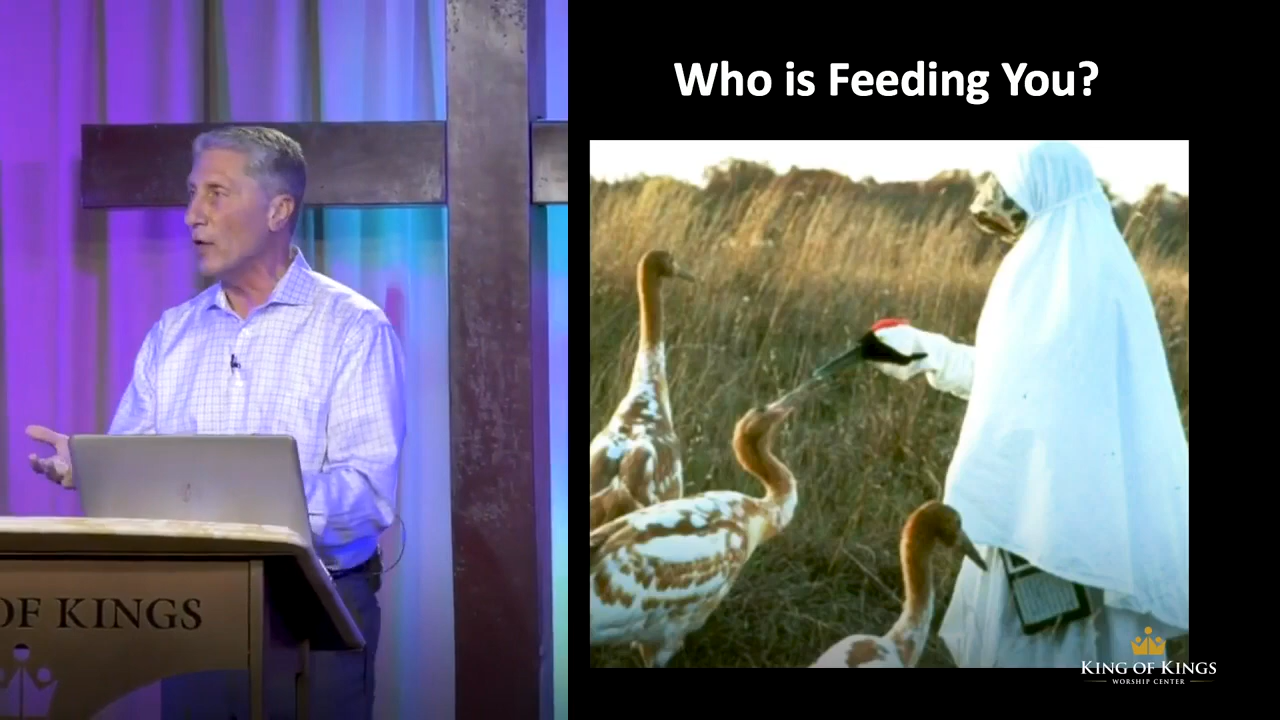 Who is Feeding You?
OF KINGS
KING OF KINGS
WORSHIP CENTER